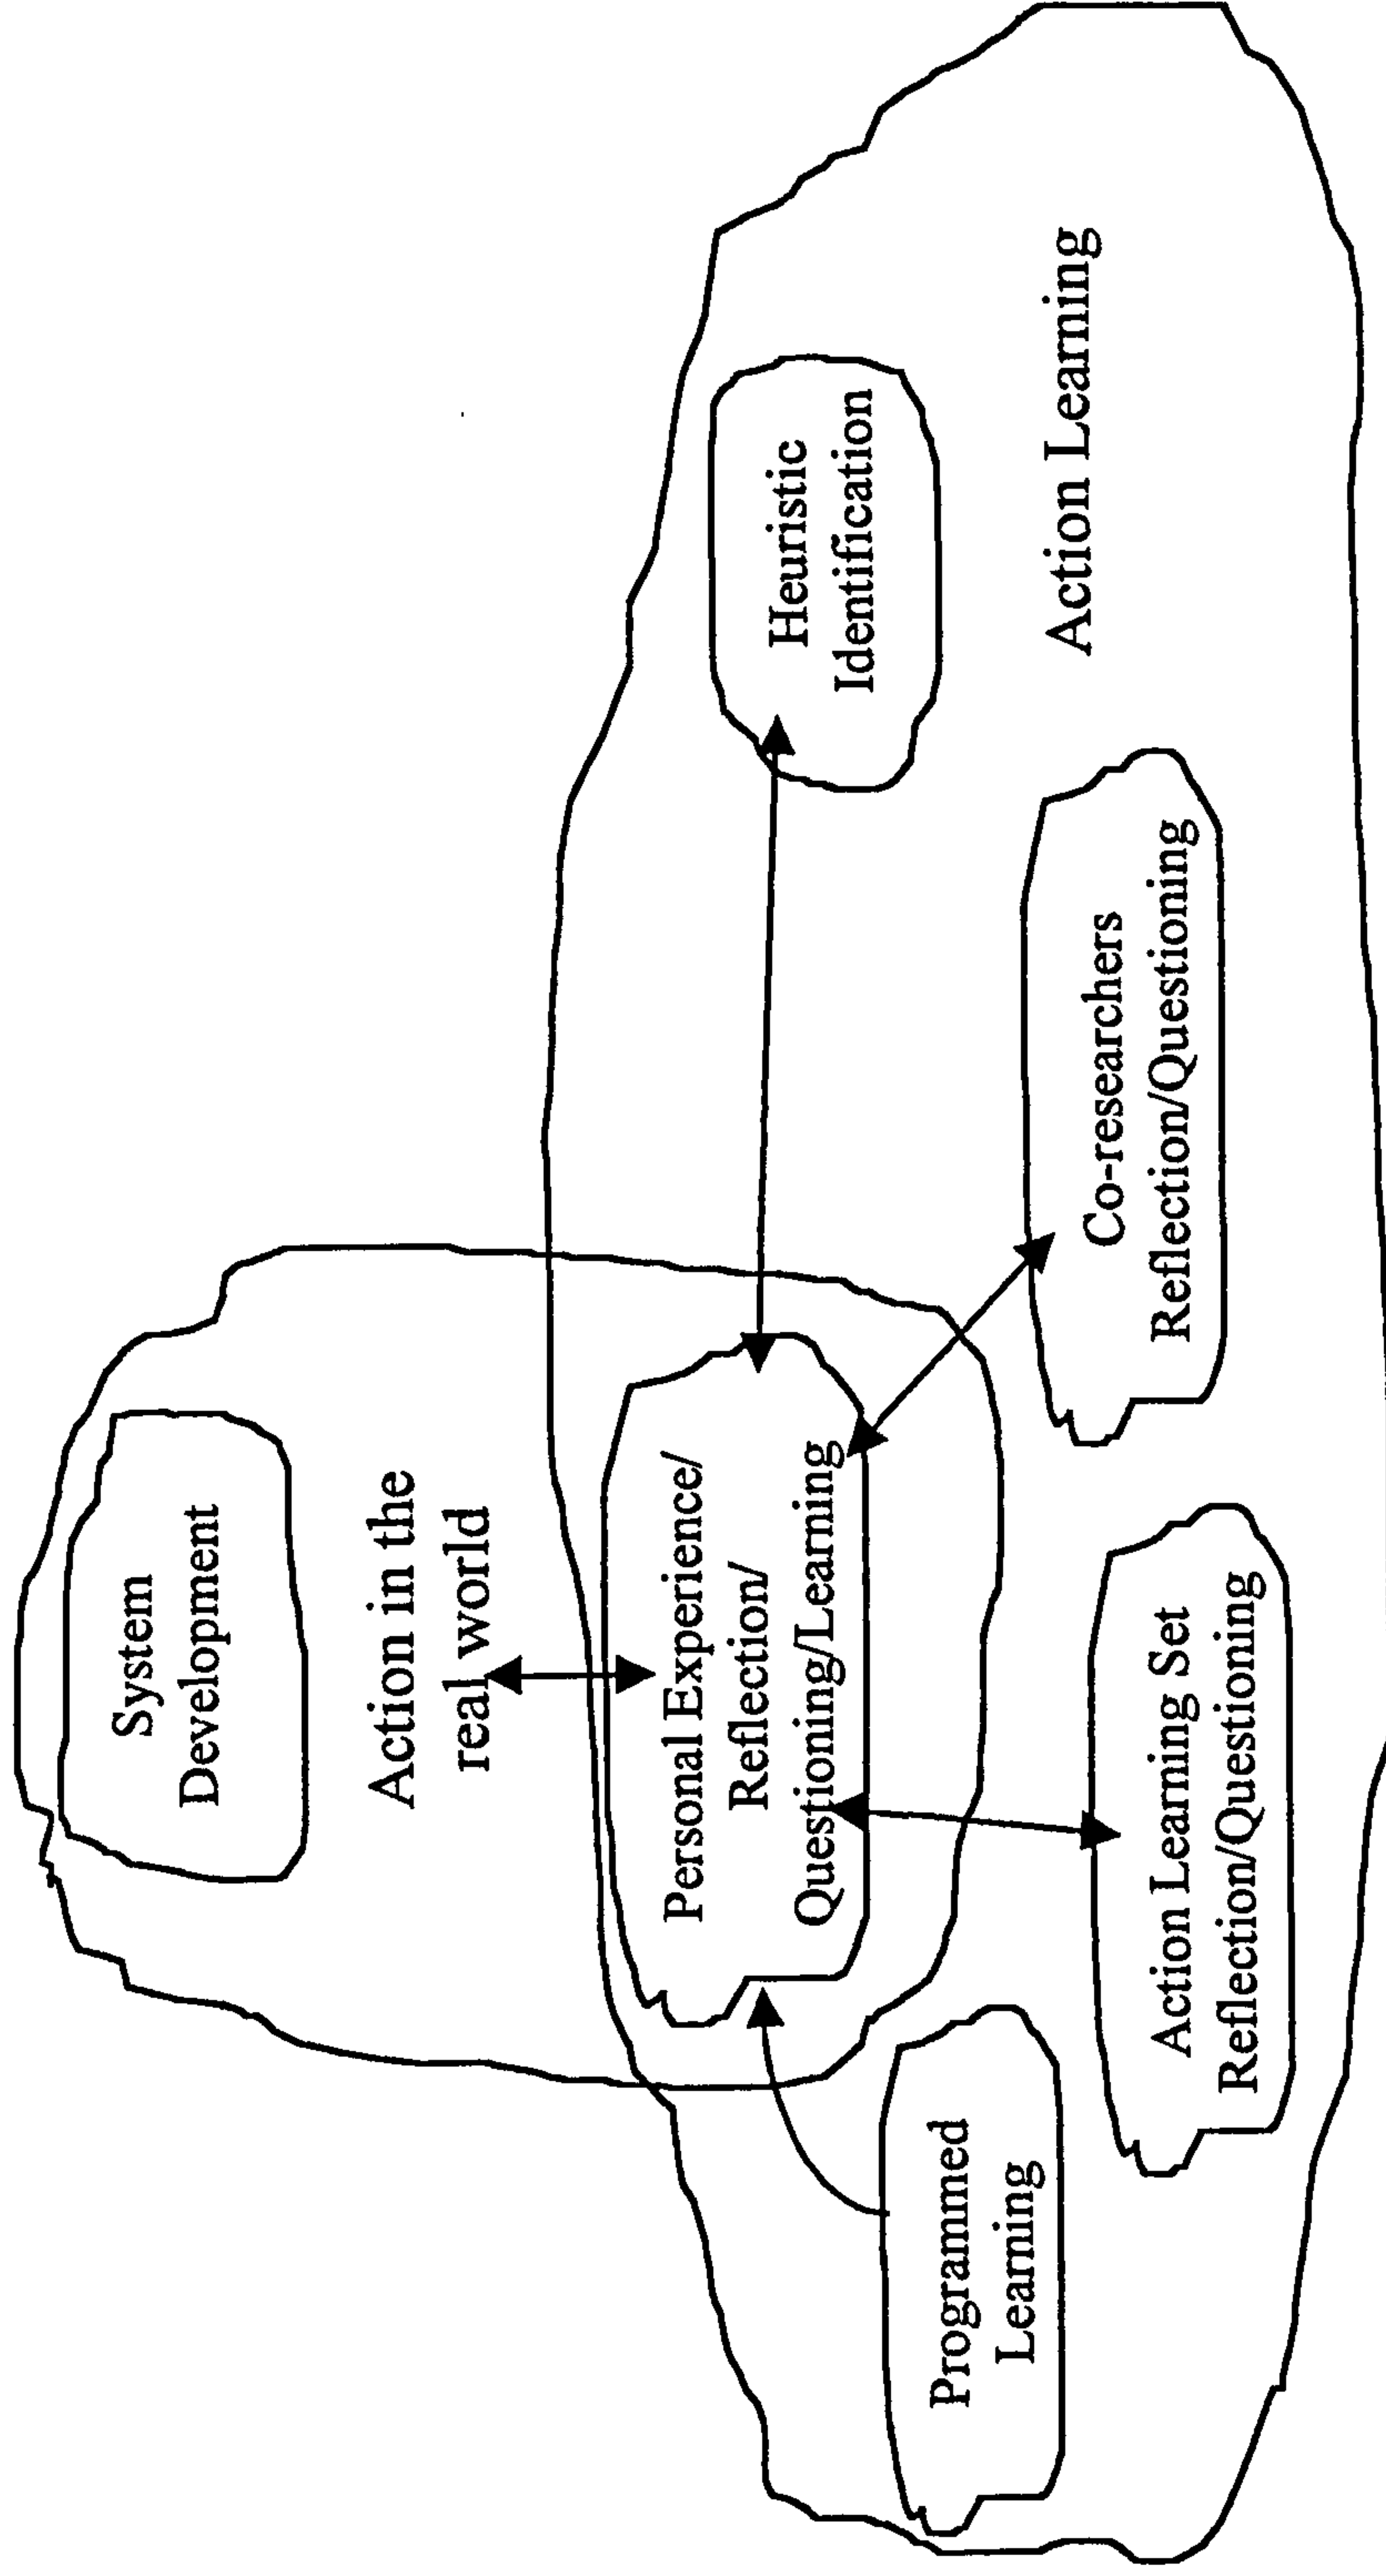 System
Development
Action in the
real world
Personal Experience/
Reflection/
Questioning/Learning
Heuristic
Identification
Programmed
Learning
Action Learning Set
Reflection/Questioning
Co-researchers
Reflection/Questioning
Action Learning